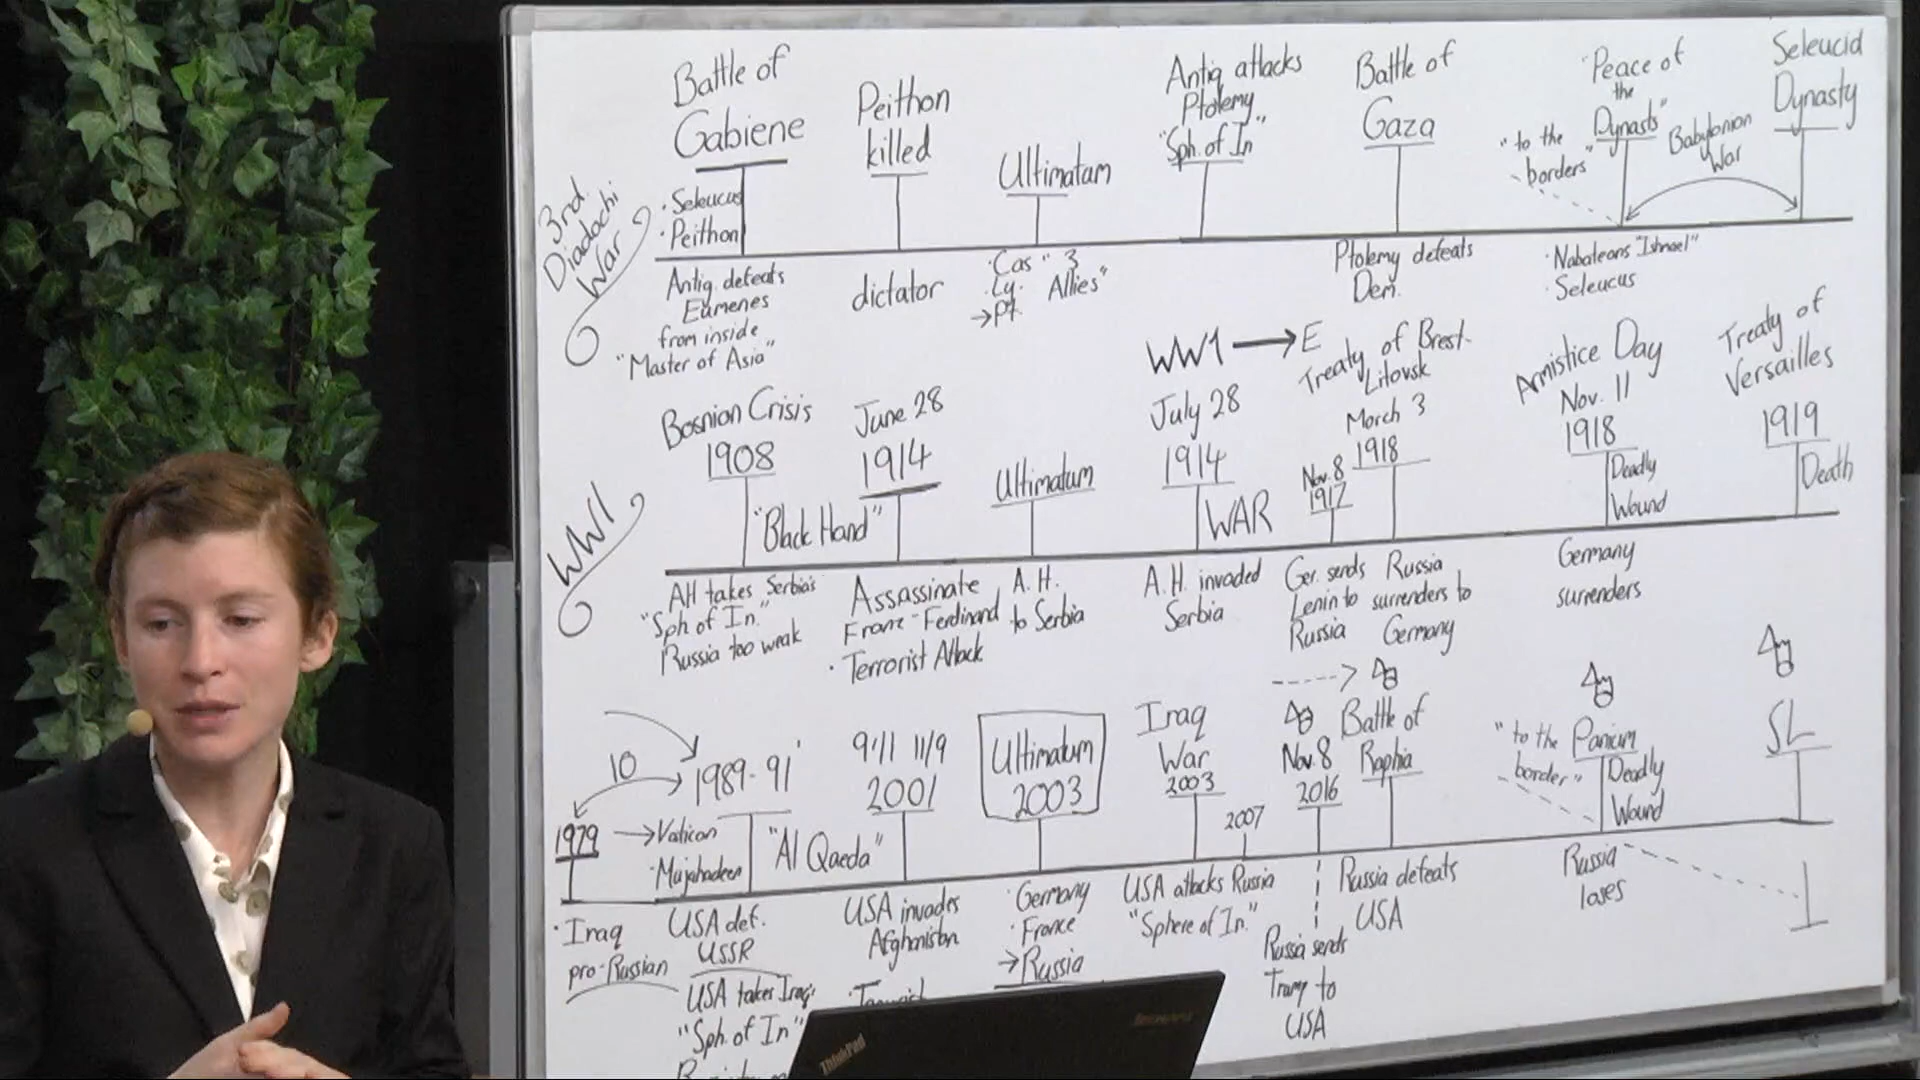 Battle of
Gabiene
Peithon
killed
Ultimatum
Antig attacks
Ptolemy
"Sph. of In"
Battle of
Gaza
"to the
borders"
"Peace of
the
Dynasts"
Babylonian
War
Seleucid
Dynasty
3rd
Diadochi
War
· Seleucus
· Peithon
Antig. defeats
Eumenes
from inside
"Master of Asia"
dictator
· Cas " 3
· Ly. Allies"
→ Pt.
Ptolemy defeats
Dem.
· Nabateans "Ishmael"
· Seleucus
WW1 → E
Bosnian Crisis
1908
June 28
1914
Ultimatum
July 28
1914
Nov. 8
1917
Treaty of Brest-
Litovsk
March 3
1918
Armistice Day
Nov. 11
1918
Treaty of
Versailles
1919
WW1
"Black Hand"
WAR
Deadly
Wound
Death
AH takes Serbia's
"Sph of In."
Russia too weak
Assassinate
Franz-Ferdinand
· Terrorist Attack
A. H.
to Serbia
A.H. invaded
Serbia
Ger. sends
Lenin to
Russia
Russia
surrenders to
Germany
Germany
surrenders
10
1979
1989-91'
9/11 11/9
2001
Ultimatum
2003
Iraq
War
2003
2007
Nov. 8
2016
Battle of
Raphia
"to the
border"
Panium
Deadly
Wound
SL
→ Vatican
· Mujahadeen
"Al Qaeda"
· Iraq
pro-Russian
USA def.
USSR
USA takes Iraq's
"Sph. of In"
USA invades
Afghanistan
· Germany
· France
→ Russia
USA attacks Russia
"Sphere of In."
Russia sends
Trump to
USA
Russia defeats
USA
Russia
loses
ThinkPad